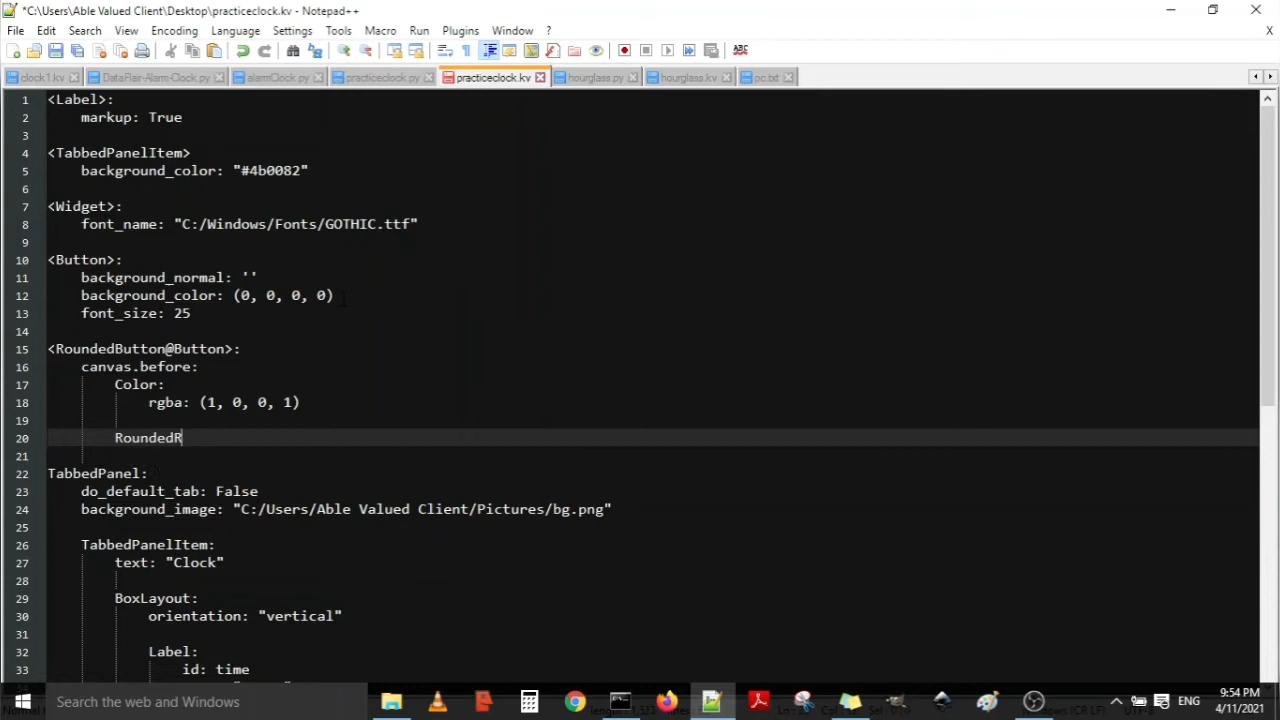 *C:\Users\Able Valued Client\Desktop\practiceclock.kv - Notepad++
File Edit Search View Encoding Language Settings Tools Macro Run Plugins Window ? X
clock1.kv DataFlair-Alarm-Clock.py alarmClock.py practiceclock.py practiceclock.kv hourglass.py hourglass.kv pc.txt
1 <Label>:
2 markup: True
3
4 <TabbedPanelItem>
5 background_color: "#4b0082"
6
7 <Widget>:
8 font_name: "C:/Windows/Fonts/GOTHIC.ttf"
9
10 <Button>:
11 background_normal: ''
12 background_color: (0, 0, 0, 0)
13 font_size: 25
14
15 <RoundedButton@Button>:
16 canvas.before:
17 Color:
18 rgba: (1, 0, 0, 1)
19
20 RoundedR
21
22 TabbedPanel:
23 do_default_tab: False
24 background_image: "C:/Users/Able Valued Client/Pictures/bg.png"
25
26 TabbedPanelItem:
27 text: "Clock"
28
29 BoxLayout:
30 orientation: "vertical"
31
32 Label:
33 id: time
Search the web and Windows
ENG
9:54 PM
4/11/2021